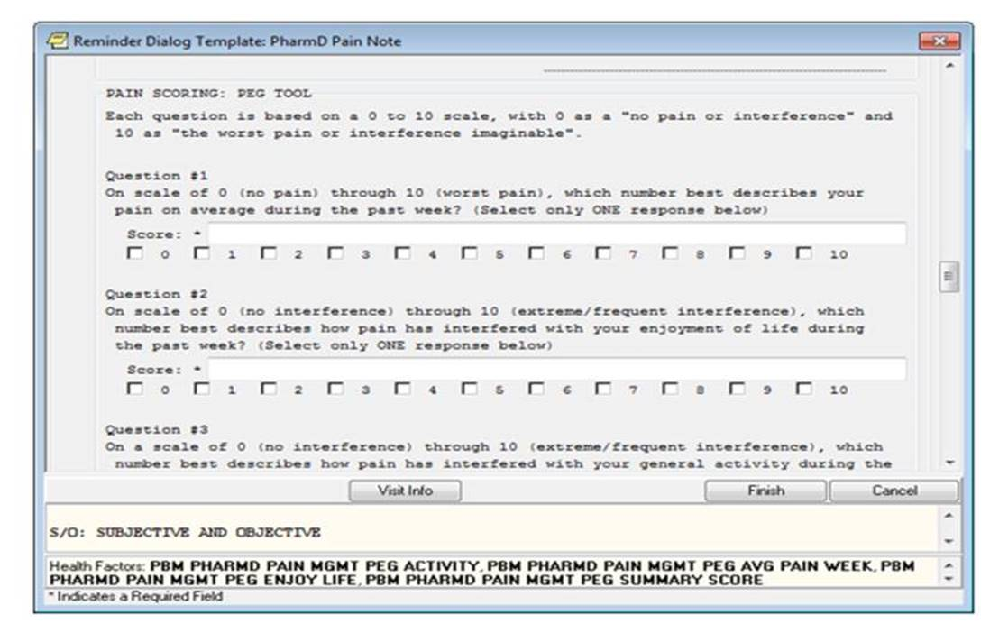 Reminder Dialog Template: PharmD Pain Note
PAIN SCORING: PEG TOOL
Each question is based on a 0 to 10 scale, with 0 as a "no pain or interference" and
10 as "the worst pain or interference imaginable".
Question #1
On scale of 0 (no pain) through 10 (worst pain), which number best describes your
pain on average during the past week? (Select only ONE response below)
Score: *
0 1 2 3 4 5 6 7 8 9 10
Question #2
On scale of 0 (no interference) through 10 (extreme/frequent interference), which
number best describes how pain has interfered with your enjoyment of life during
the past week? (Select only ONE response below)
Score: *
0 1 2 3 4 5 6 7 8 9 10
Question #3
On a scale of 0 (no interference) through 10 (extreme/frequent interference), which
number best describes how pain has interfered with your general activity during the
Visit Info Finish Cancel
S/O: SUBJECTIVE AND OBJECTIVE
Health Factors: PBM PHARMD PAIN MGMT PEG ACTIVITY, PBM PHARMD PAIN MGMT PEG AVG PAIN WEEK, PBM
PHARMD PAIN MGMT PEG ENJOY LIFE, PBM PHARMD PAIN MGMT PEG SUMMARY SCORE
* Indicates a Required Field